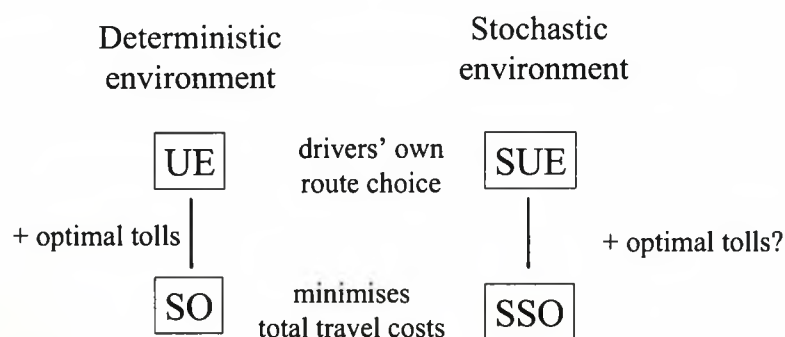 Deterministic
environment
Stochastic
environment
UE
drivers' own
route choice
SUE
+ optimal tolls
+ optimal tolls?
SO
minimises
total travel costs
SSO